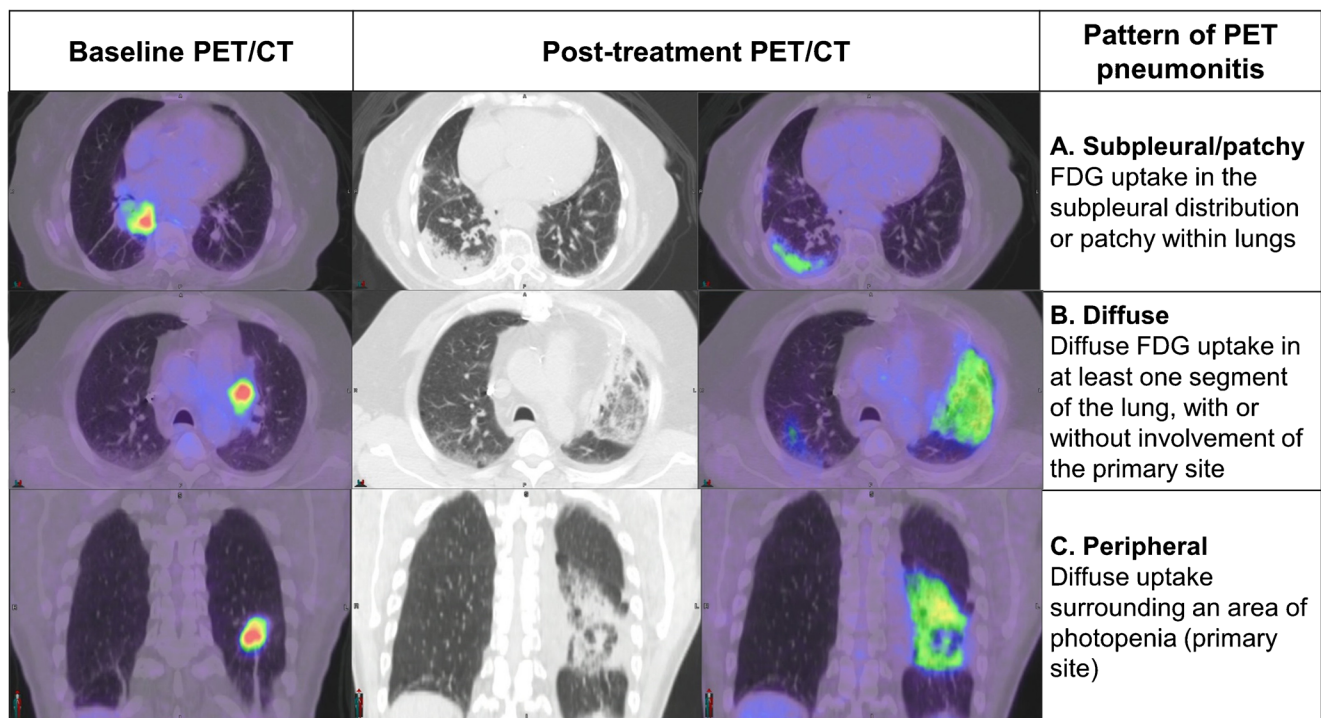 Baseline PET/CT
Post-treatment PET/CT
Pattern of PET
pneumonitis
A. Subpleural/patchy
FDG uptake in the
subpleural distribution
or patchy within lungs
B. Diffuse
Diffuse FDG uptake in
at least one segment
of the lung, with or
without involvement of
the primary site
C. Peripheral
Diffuse uptake
surrounding an area of
photopenia (primary
site)